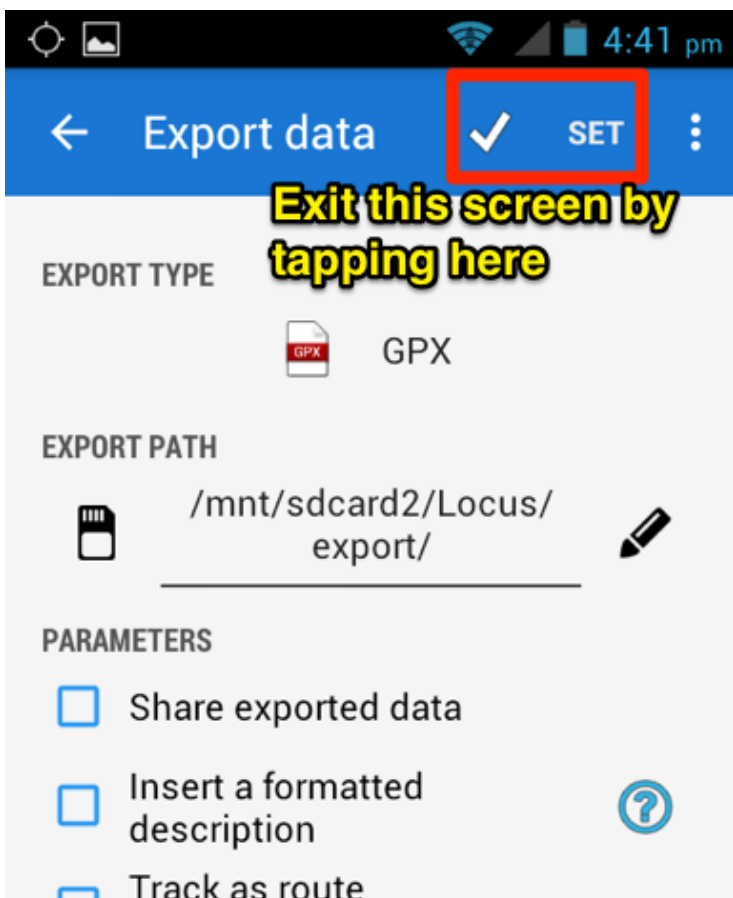 4:41 pm
Export data
SET
Exit this screen by
tapping here
EXPORT TYPE
GPX
GPX
EXPORT PATH
/mnt/sdcard2/Locus/
export/
PARAMETERS
Share exported data
Insert a formatted
description
?
Track as route